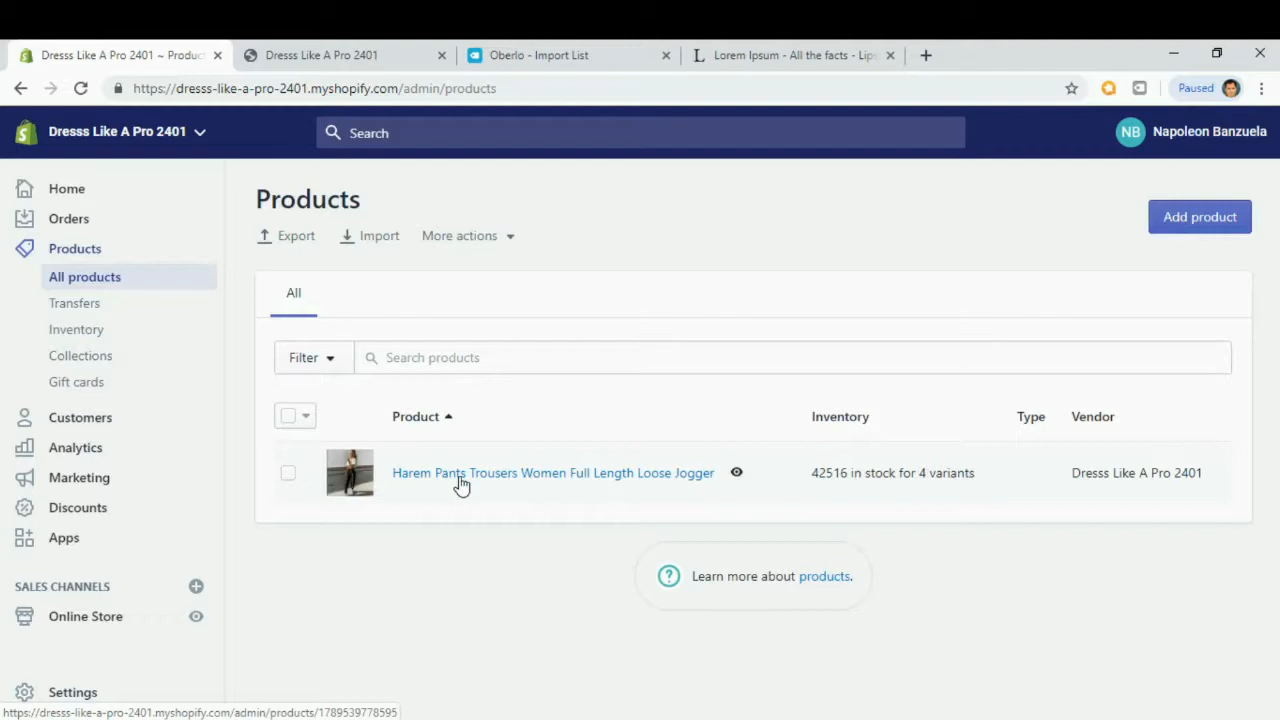 Dresss Like A Pro 2401 ~ Produc
Dresss Like A Pro 2401
Oberlo - Import List
Lorem Ipsum - All the facts - Lips
https://dresss-like-a-pro-2401.myshopify.com/admin/products
Paused
Dresss Like A Pro 2401
Search
NB
Napoleon Banzuela
Home
Orders
Products
All products
Transfers
Inventory
Collections
Gift cards
Customers
Analytics
Marketing
Discounts
Apps
SALES CHANNELS
Online Store
Settings
Products
Export
Import
More actions
Add product
All
Filter
Search products
Product
Inventory
Type
Vendor
Harem Pants Trousers Women Full Length Loose Jogger
42516 in stock for 4 variants
Dresss Like A Pro 2401
Learn more about products.
https://dresss-like-a-pro-2401.myshopify.com/admin/products/1789539778595